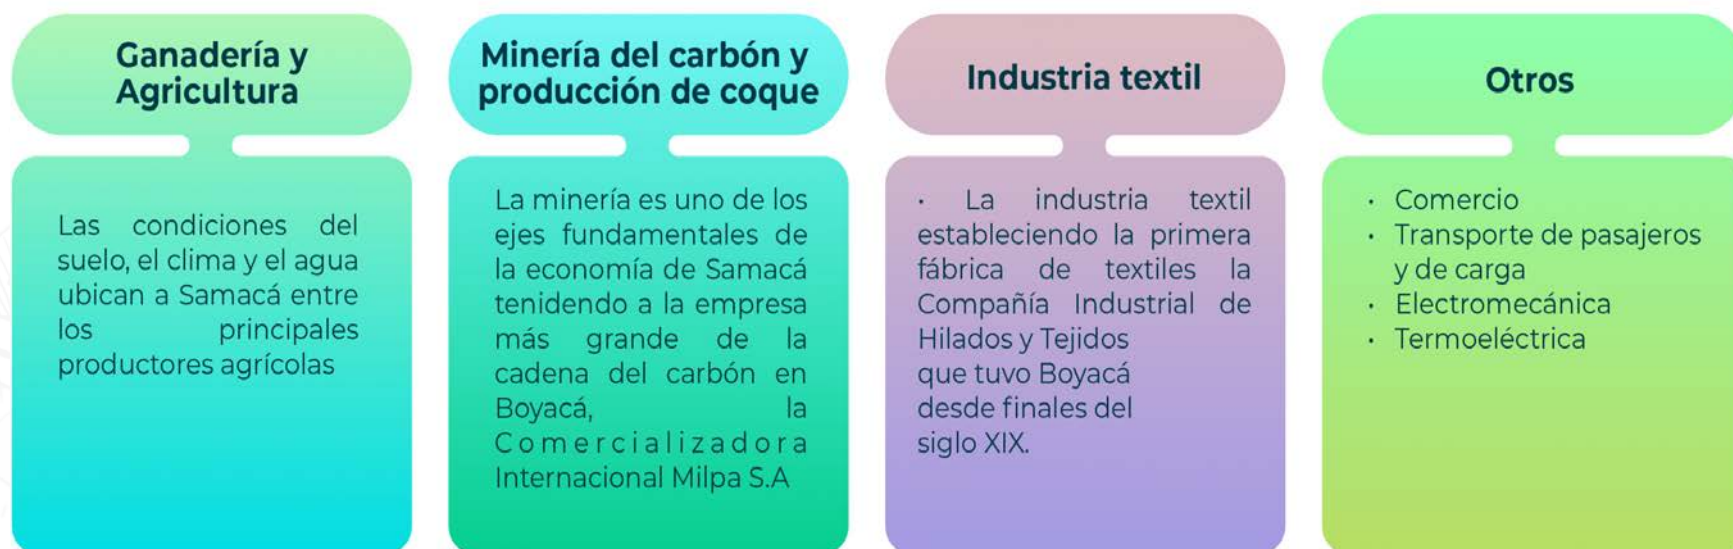 Ganadería y
Agricultura
Las condiciones del
suelo, el clima y el agua
ubican a Samacá entre
los principales
productores agrícolas
Minería del carbón y
producción de coque
La minería es uno de los
ejes fundamentales de
la economía de Samacá
tenidendo a la empresa
más grande de la
cadena del carbón en
Boyacá, la
Comercializadora
Internacional Milpa S.A
Industria textil
· La industria textil
estableciendo la primera
fábrica de textiles la
Compañía Industrial de
Hilados y Tejidos
que tuvo Boyacá
desde finales del
siglo XIX.
Otros
· Comercio
· Transporte de pasajeros
y de carga
· Electromecánica
· Termoeléctrica